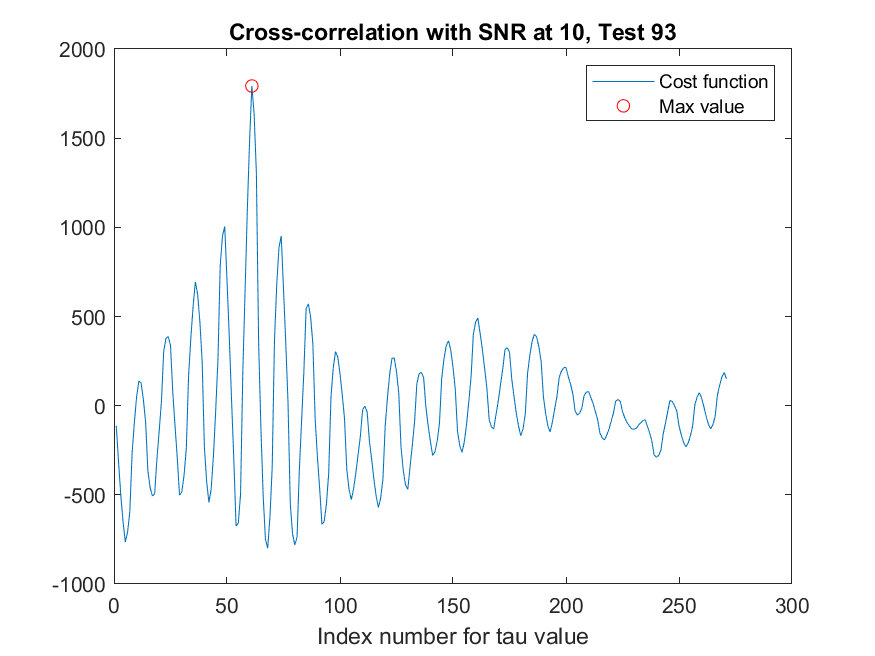 Cross-correlation with SNR at 10, Test 93
2000
1500
1000
500
0
-500
-1000
0 50 100 150 200 250 300
Index number for tau value
Cost function
Max value